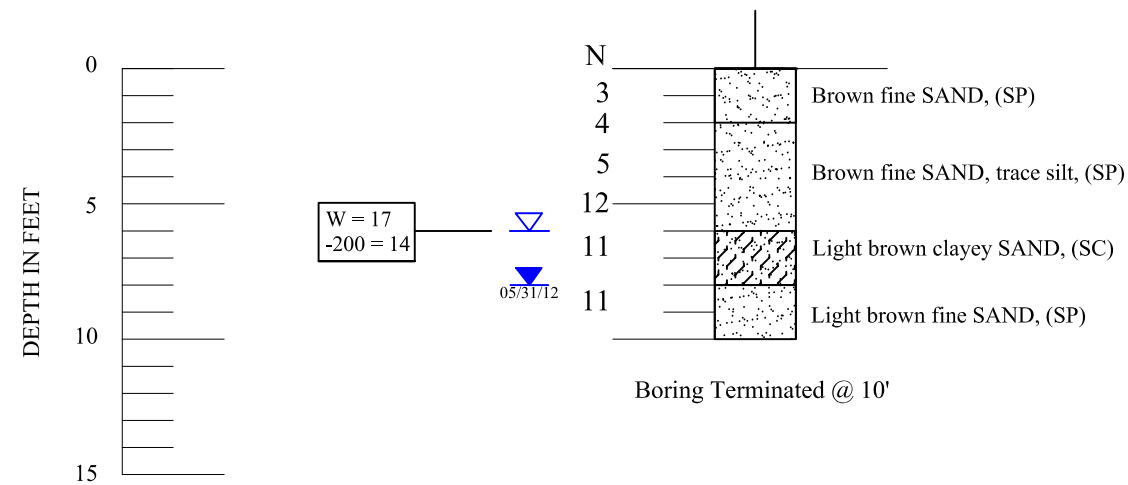 N
0
3
Brown fine SAND, (SP)
4
5
Brown fine SAND, trace silt, (SP)
DEPTH IN FEET
5
12
W = 17
-200 = 14
11
Light brown clayey SAND, (SC)
05/31/12
11
Light brown fine SAND, (SP)
10
Boring Terminated @ 10'
15